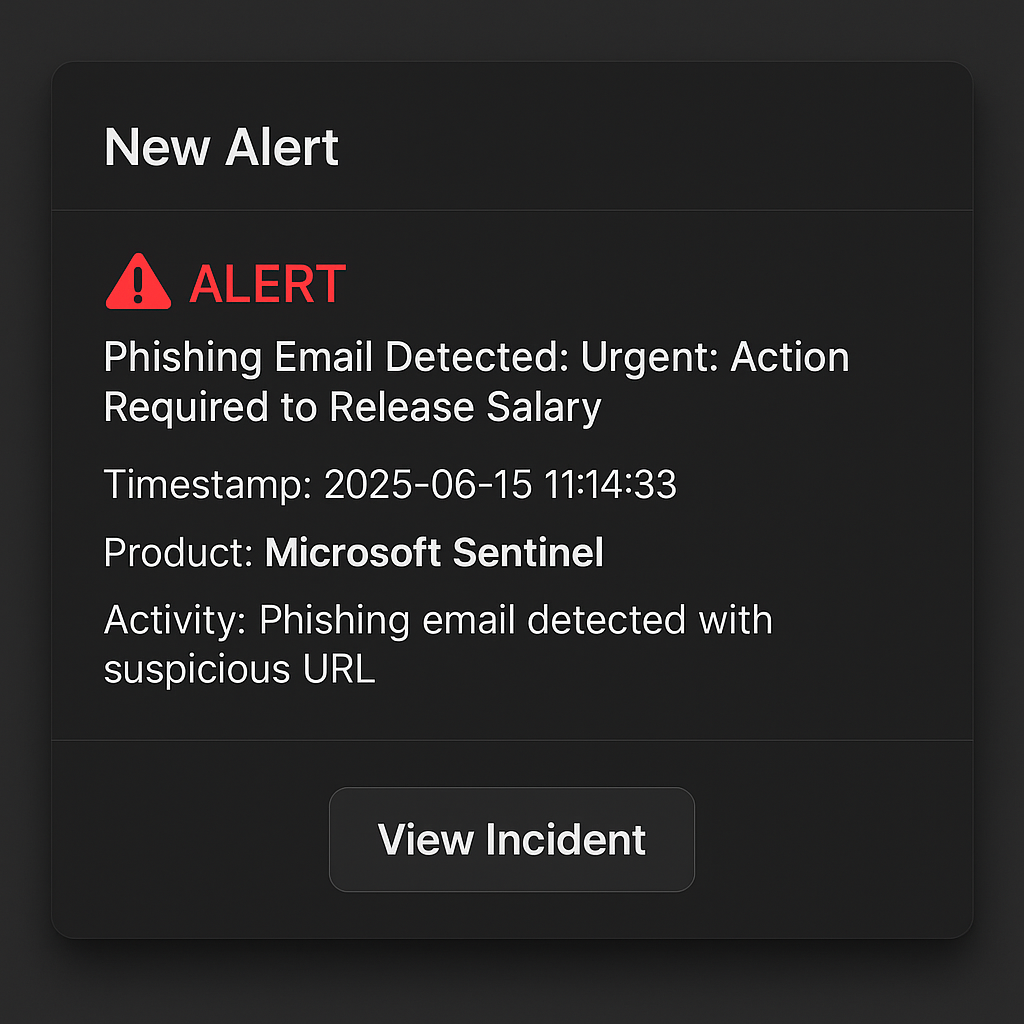 New Alert
ALERT
Phishing Email Detected: Urgent: Action
Required to Release Salary
Timestamp: 2025-06-15 11:14:33
Product: Microsoft Sentinel
Activity: Phishing email detected with
suspicious URL
View Incident